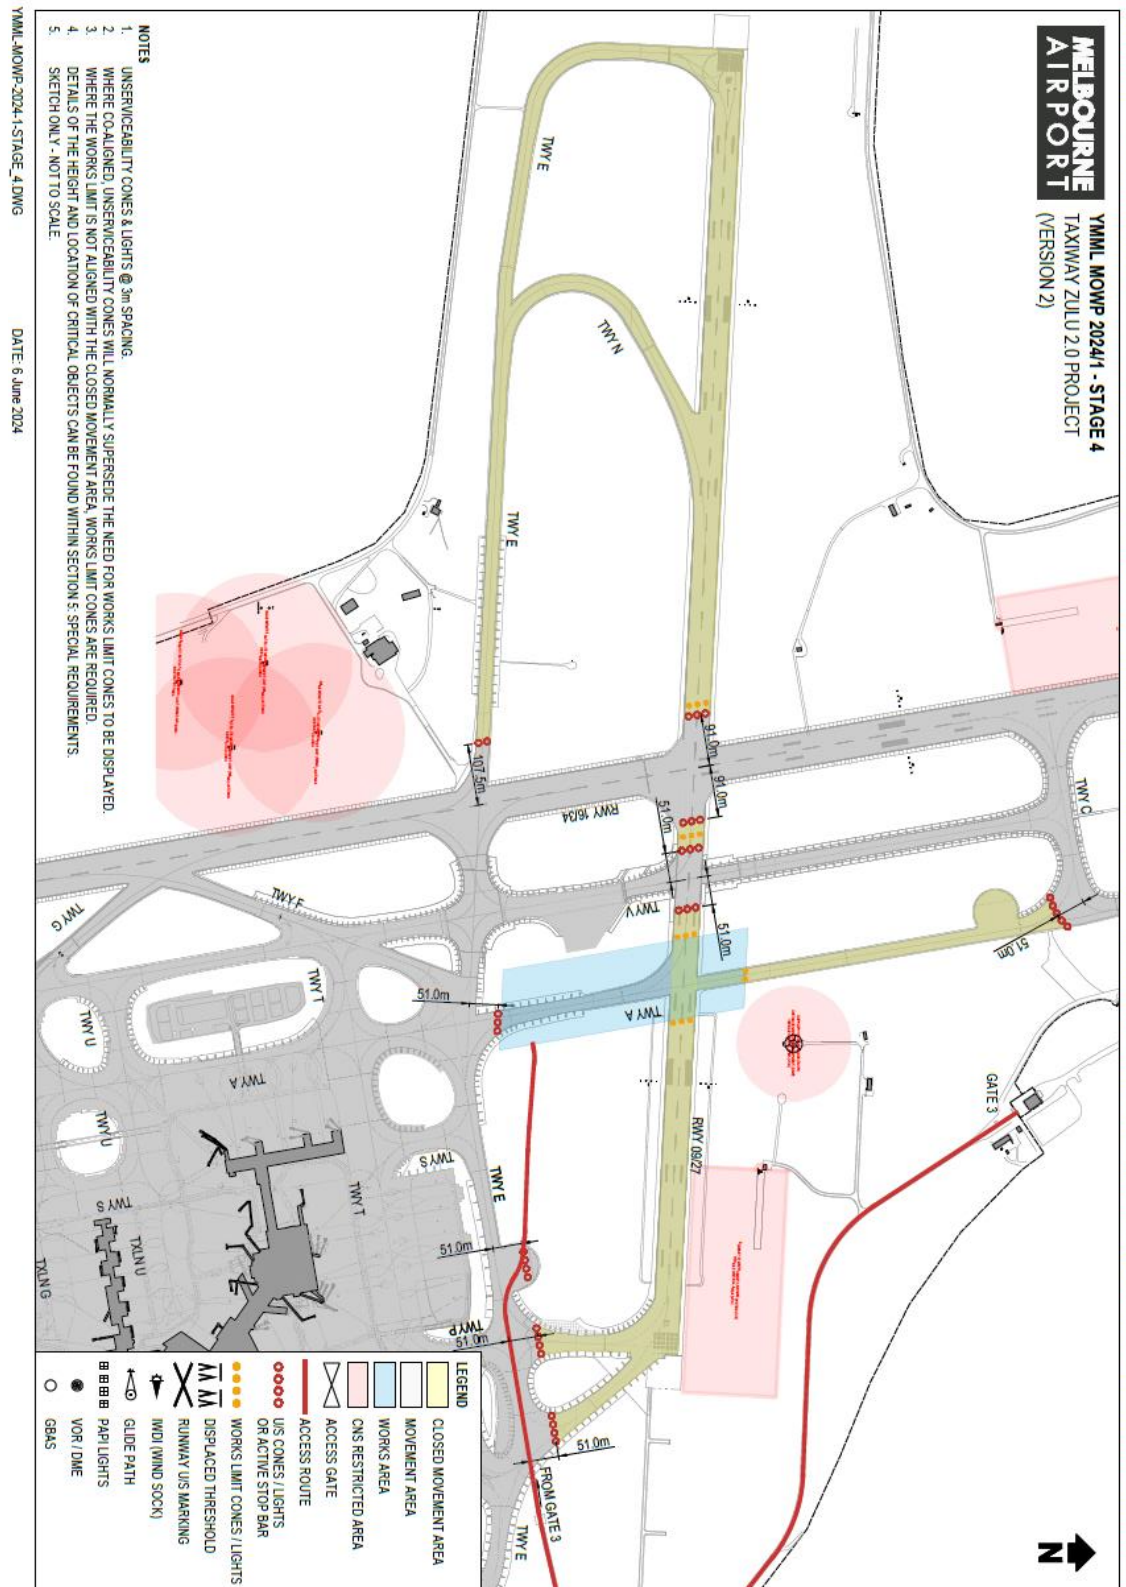 MELBOURNE
AIRPORT
YMML MOWP 2024/1 - STAGE 4
TAXIWAY ZULU 2.0 PROJECT
(VERSION 2)
TWY E
TWY N
TWY E
91.0m
91.0m
107.5m
51.0m
RWY 16/34
TWY C
TWY F
TWY V
51.0m
51.0m
TWY G
TWY T
51.0m
TWY A
TWY U
TWY A
GATE 3
TWY U
TWY S
RWY 09/27
TWY E
TWY T
TWY S
TXLN U
51.0m
TXLN G
TWY P
51.0m
51.0m
FROM GATE 3
TWY E
LEGEND
CLOSED MOVEMENT AREA
MOVEMENT AREA
WORKS AREA
CNS RESTRICTED AREA
ACCESS GATE
ACCESS ROUTE
U/S CONES / LIGHTS
OR ACTIVE STOP BAR
WORKS LIMIT CONES / LIGHTS
DISPLACED THRESHOLD
RUNWAY U/S MARKING
IWDI (WIND SOCK)
GLIDE PATH
PAPI LIGHTS
VOR / DME
GBAS
N
NOTES
1. UNSERVICEABILITY CONES & LIGHTS @ 3m SPACING.
2. WHERE CO-ALIGNED, UNSERVICEABILITY CONES WILL NORMALLY SUPERSEDE THE NEED FOR WORKS LIMIT CONES TO BE DISPLAYED.
3. WHERE THE WORKS LIMIT IS NOT ALIGNED WITH THE CLOSED MOVEMENT AREA, WORKS LIMIT CONES ARE REQUIRED.
4. DETAILS OF THE HEIGHT AND LOCATION OF CRITICAL OBJECTS CAN BE FOUND WITHIN SECTION 5: SPECIAL REQUIREMENTS.
5. SKETCH ONLY - NOT TO SCALE.
YMML-MOWP-2024-1-STAGE_4.DWG
DATE: 6 June 2024